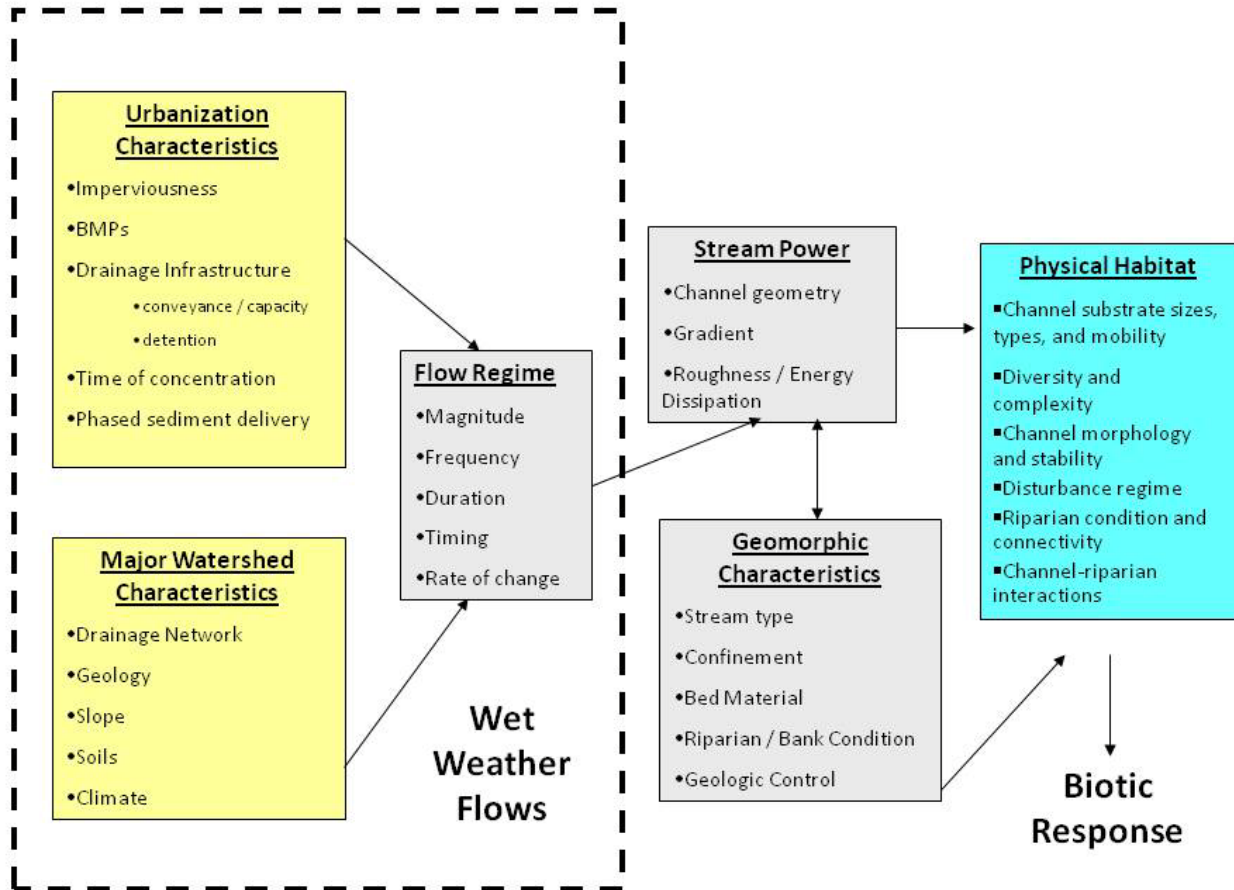 Urbanization
Characteristics
•Imperviousness
•BMPs
•Drainage Infrastructure
•conveyance / capacity
•detention
•Time of concentration
•Phased sediment delivery
Major Watershed
Characteristics
•Drainage Network
•Geology
•Slope
•Soils
•Climate
Flow Regime
•Magnitude
•Frequency
•Duration
•Timing
•Rate of change
Wet
Weather
Flows
Stream Power
•Channel geometry
•Gradient
•Roughness / Energy
Dissipation
Geomorphic
Characteristics
•Stream type
•Confinement
•Bed Material
•Riparian / Bank Condition
•Geologic Control
Physical Habitat
▪Channel substrate sizes,
types, and mobility
▪Diversity and
complexity
▪Channel morphology
and stability
▪Disturbance regime
▪Riparian condition and
connectivity
▪Channel-riparian
interactions
Biotic
Response